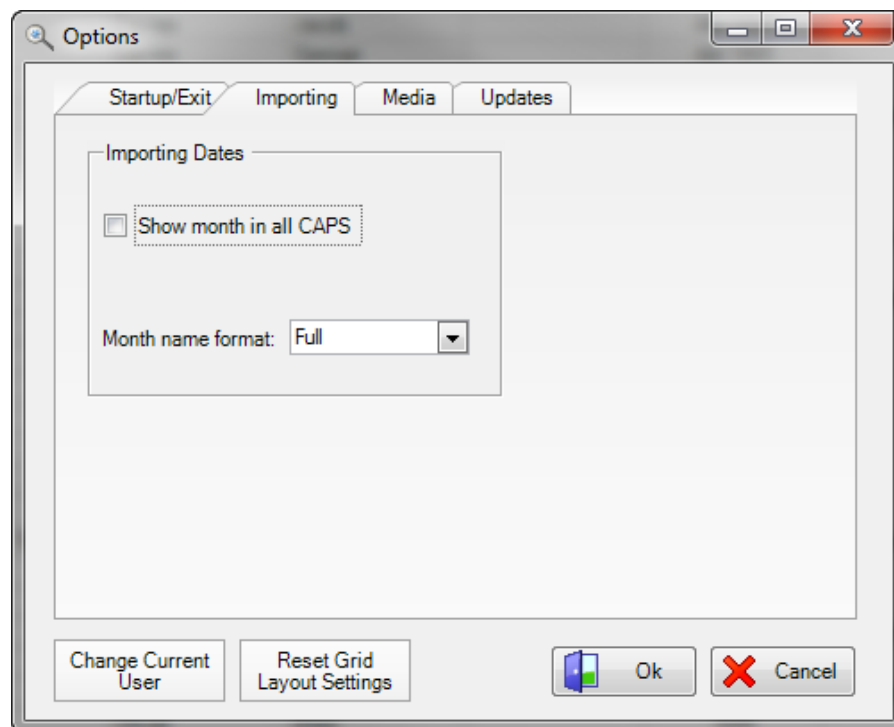 Options
Startup/Exit Importing Media Updates
Importing Dates
Show month in all CAPS
Month name format: Full
Change Current
User
Reset Grid
Layout Settings
Ok
Cancel